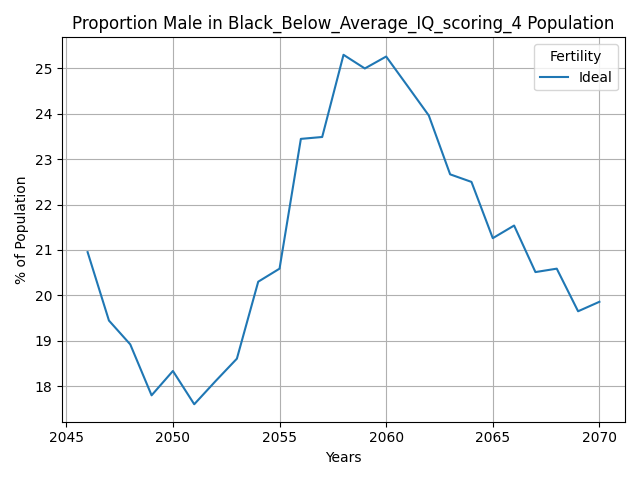 Proportion Male in Black_Below_Average_IQ_scoring_4 Population
Fertility
Ideal
% of Population
25
24
23
22
21
20
19
18
2045 2050 2055 2060 2065 2070
Years